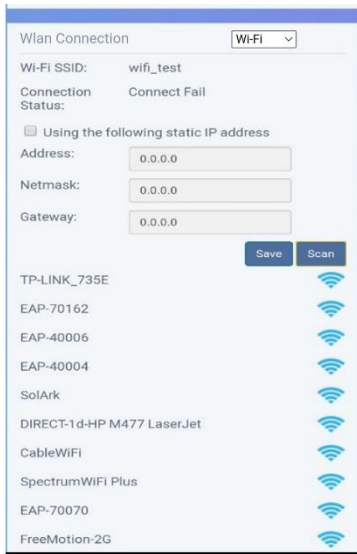 Wlan Connection Wi-Fi
Wi-Fi SSID: wifi_test
Connection Status: Connect Fail
Using the following static IP address
Address: 0.0.0.0
Netmask: 0.0.0.0
Gateway: 0.0.0.0
Save Scan
TP-LINK_735E
EAP-70162
EAP-40006
EAP-40004
SolArk
DIRECT-1d-HP M477 LaserJet
CableWiFi
SpectrumWiFi Plus
EAP-70070
FreeMotion-2G